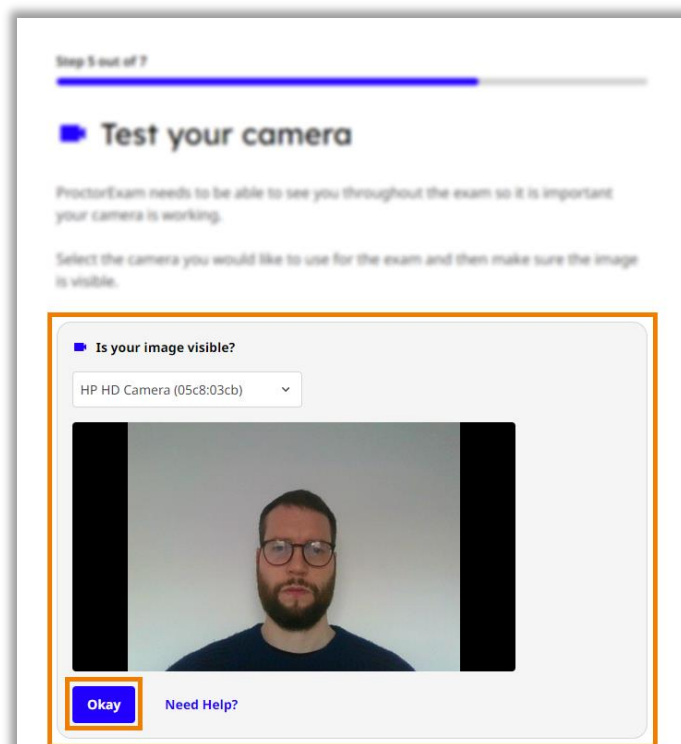 Step 5 out of 7
Test your camera
ProctorExam needs to be able to see you throughout the exam so it is important
your camera is working.
Select the camera you would like to use for the exam and then make sure the image
is visible.
Is your image visible?
HP HD Camera (05c8:03cb)
Okay
Need Help?